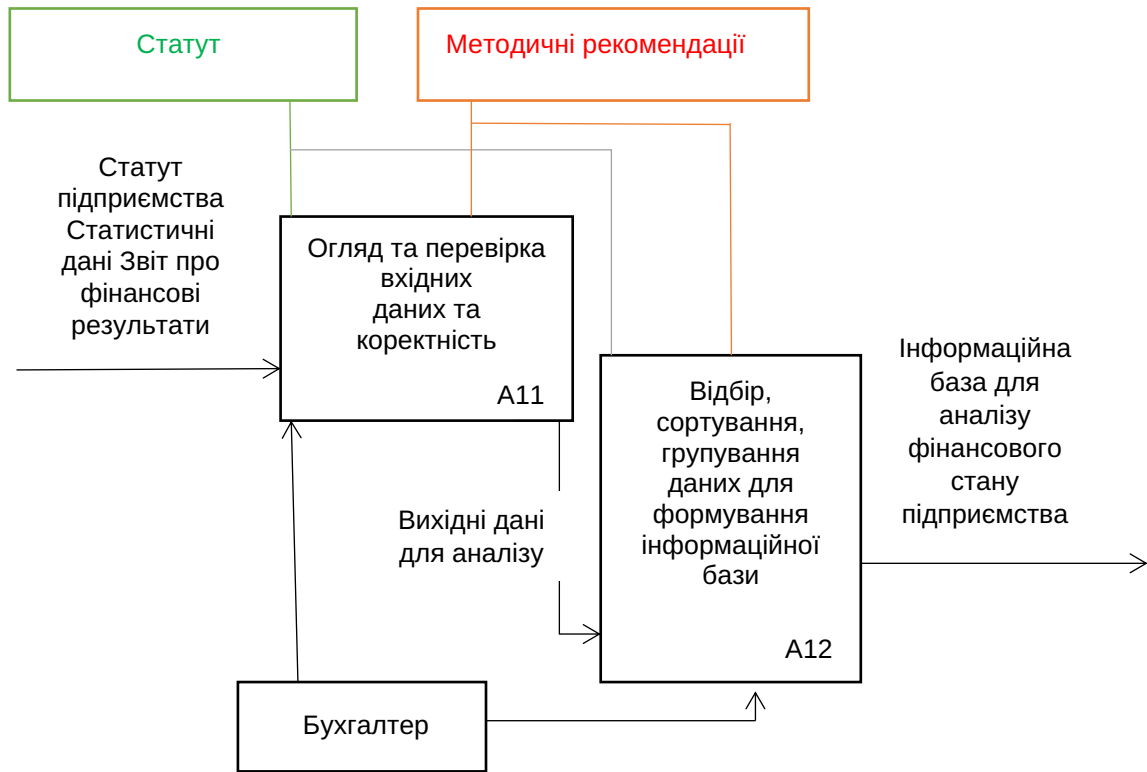 Статут
Методичні рекомендації
Статут
підприємства
Статистичні
дані Звіт про
фінансові
результати
Огляд та перевірка
вхідних
даних та
коректність
А11
Вихідні дані
для аналізу
Відбір,
сортування,
групування
даних для
формування
інформаційної
бази
А12
Інформаційна
база для
аналізу
фінансового
стану
підприємства
Бухгалтер